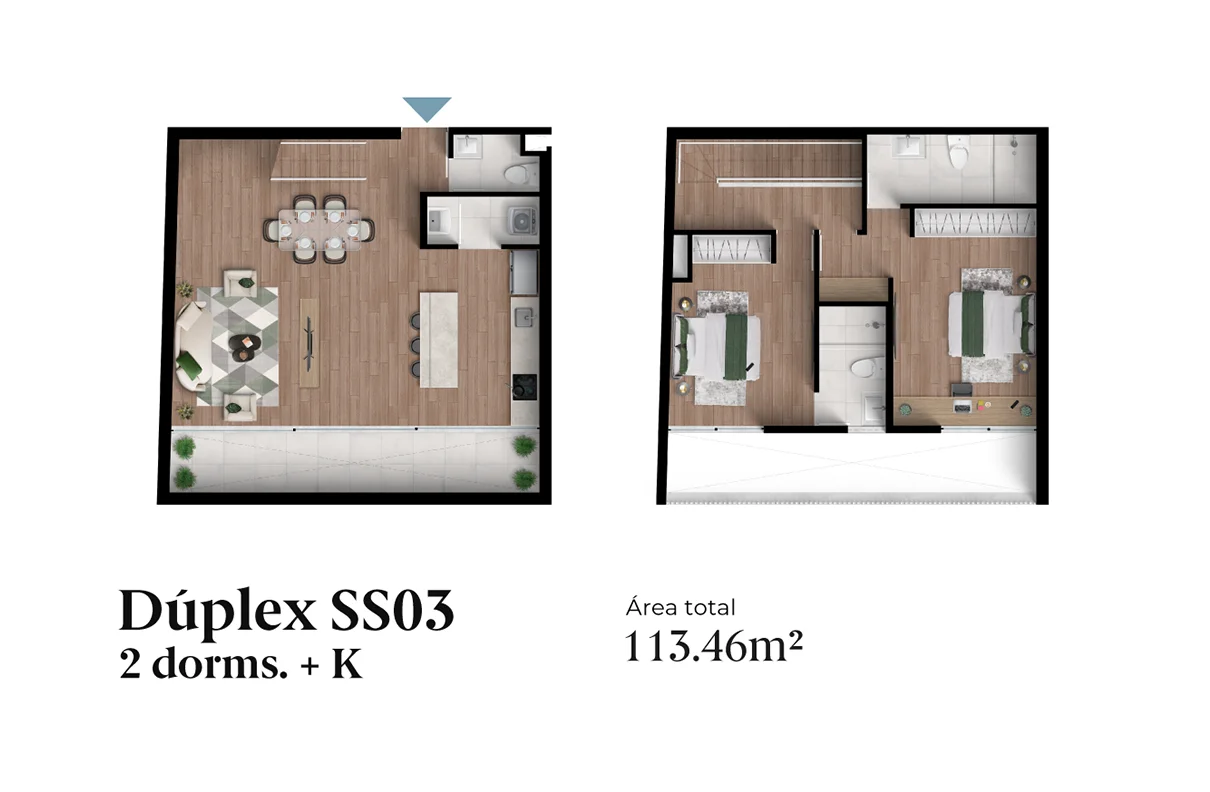 Dúplex SS03
2 dorms. + K
Área total
113.46m²